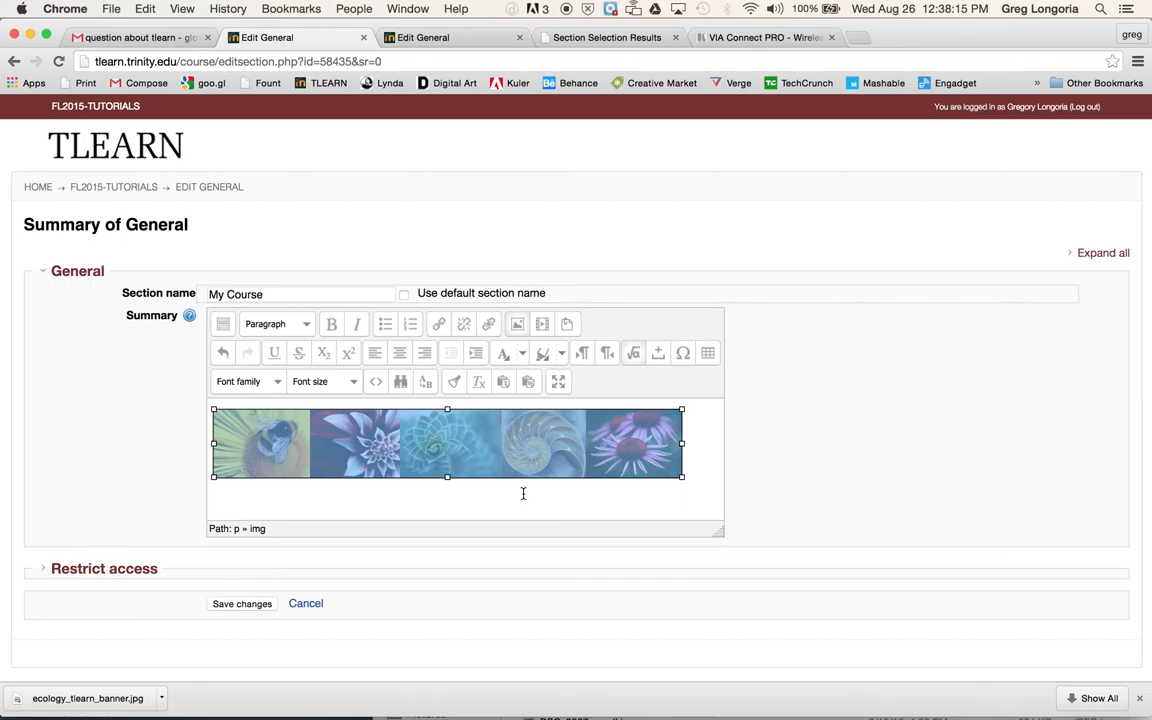 Chrome File Edit View History Bookmarks People Window Help 3 100% Wed Aug 26 12:38:15 PM Greg Longoria
question about tlearn - glo Edit General Edit General Section Selection Results VIA Connect PRO - Wireles greg
tlearn.trinity.edu/course/editsection.php?id=58435&sr=0
Apps Print Compose goo.gl Fount TLEARN Lynda Digital Art Kuler Behance Creative Market Verge TechCrunch Mashable Engadget » Other Bookmarks
FL2015-TUTORIALS You are logged in as Gregory Longoria (Log out)
TLEARN
HOME → FL2015-TUTORIALS → EDIT GENERAL
Summary of General
Expand all
General
Section name My Course Use default section name
Summary
Paragraph B I
U S X2 X2 A
Font family Font size
Path: p » img
Restrict access
Save changes Cancel
ecology_tlearn_banner.jpg Show All